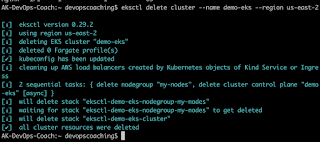 AK-DevOps-Coach:~ devopscoaching$ eksctl delete cluster --name demo-eks --region us-east-2
[ℹ] eksctl version 0.29.2
[ℹ] using region us-east-2
[ℹ] deleting EKS cluster "demo-eks"
[ℹ] deleted 0 Fargate profile(s)
[✔] kubeconfig has been updated
[ℹ] cleaning up AWS load balancers created by Kubernetes objects of Kind Service or Ingre
ss
[ℹ] 2 sequential tasks: { delete nodegroup "my-nodes", delete cluster control plane "demo
-eks" [async] }
[ℹ] will delete stack "eksctl-demo-eks-nodegroup-my-nodes"
[ℹ] waiting for stack "eksctl-demo-eks-nodegroup-my-nodes" to get deleted
[ℹ] will delete stack "eksctl-demo-eks-cluster"
[✔] all cluster resources were deleted
AK-DevOps-Coach:~ devopscoaching$